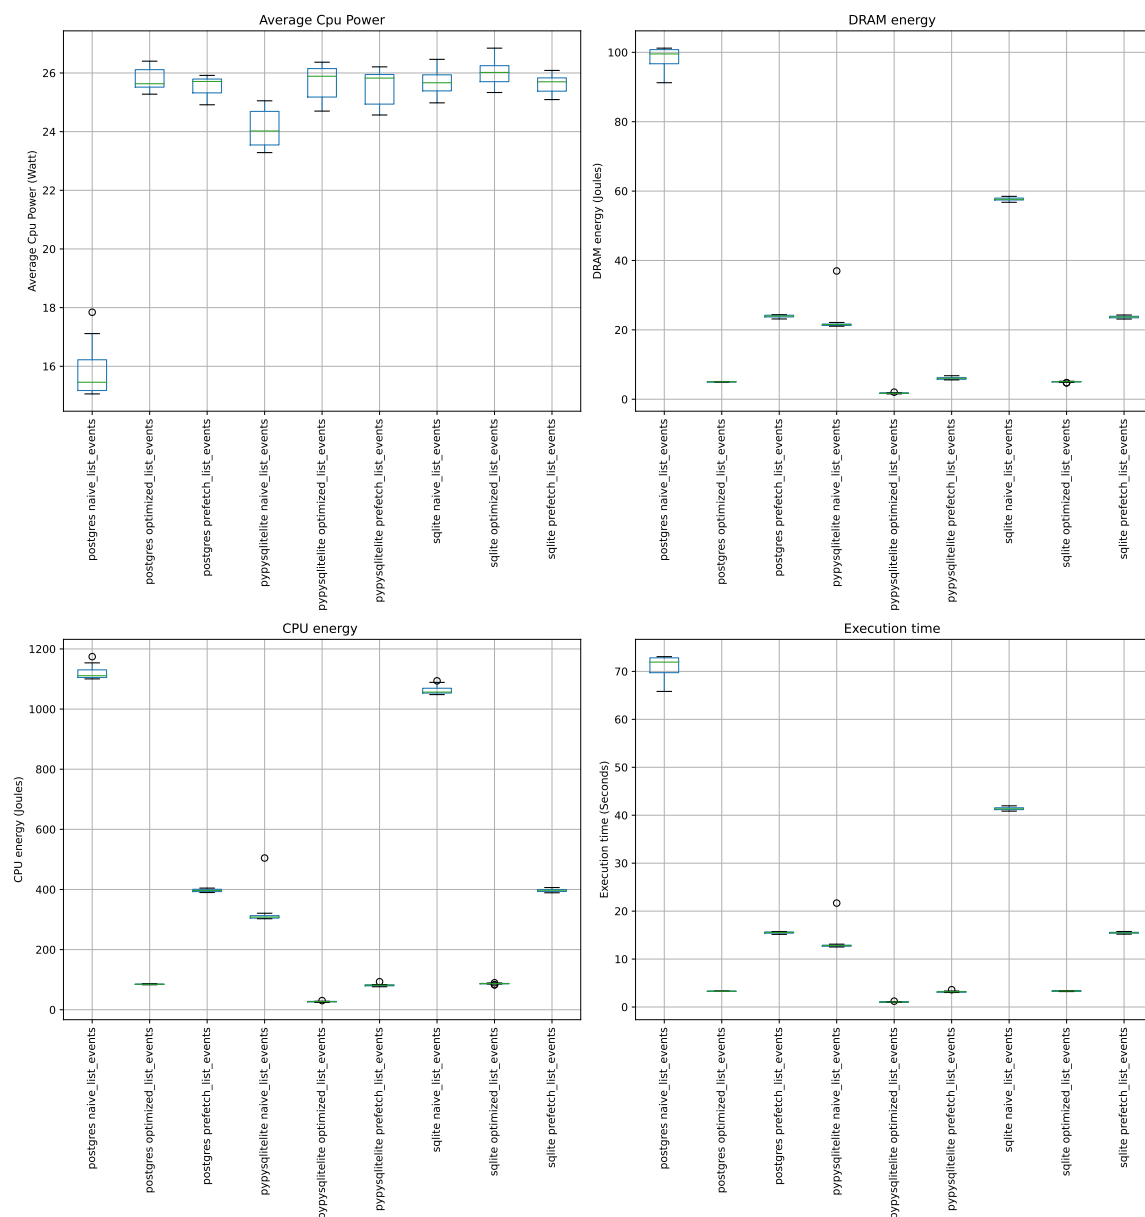 Average Cpu Power
26
24
22
20
18
16
Average Cpu Power (Watt)
postgres naive_list_events
postgres optimized_list_events
postgres prefetch_list_events
pypysqlitelite naive_list_events
pypysqlitelite optimized_list_events
pypysqlitelite prefetch_list_events
sqlite naive_list_events
sqlite optimized_list_events
sqlite prefetch_list_events
DRAM energy
100
80
60
40
20
0
DRAM energy (Joules)
postgres naive_list_events
postgres optimized_list_events
postgres prefetch_list_events
pypysqlitelite naive_list_events
pypysqlitelite optimized_list_events
pypysqlitelite prefetch_list_events
sqlite naive_list_events
sqlite optimized_list_events
sqlite prefetch_list_events
CPU energy
1200
1000
800
600
400
200
0
CPU energy (Joules)
postgres naive_list_events
postgres optimized_list_events
postgres prefetch_list_events
pypysqlitelite naive_list_events
pypysqlitelite optimized_list_events
pypysqlitelite prefetch_list_events
sqlite naive_list_events
sqlite optimized_list_events
sqlite prefetch_list_events
Execution time
70
60
50
40
30
20
10
0
Execution time (Seconds)
postgres naive_list_events
postgres optimized_list_events
postgres prefetch_list_events
pypysqlitelite naive_list_events
pypysqlitelite optimized_list_events
pypysqlitelite prefetch_list_events
sqlite naive_list_events
sqlite optimized_list_events
sqlite prefetch_list_events